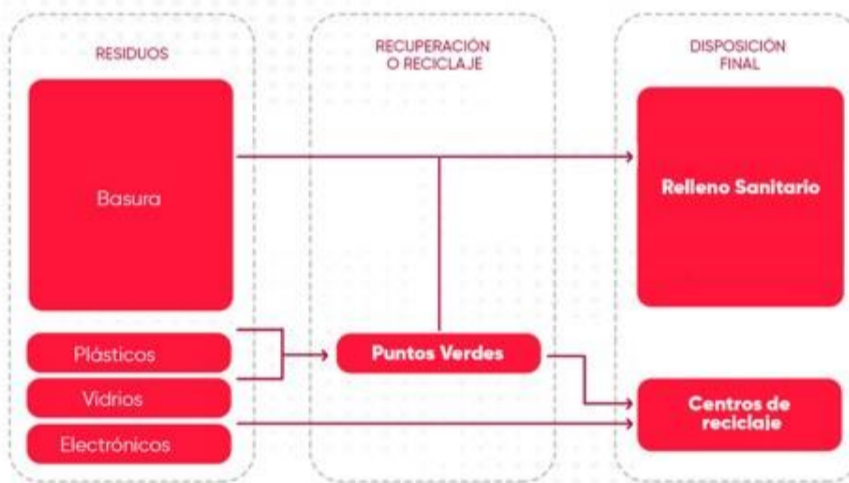 RESIDUOS
RECUPERACIÓN
O RECICLAJE
DISPOSICIÓN
FINAL
Basura
Relleno Sanitario
Plásticos
Puntos Verdes
Vidrios
Centros de
reciclaje
Electrónicos